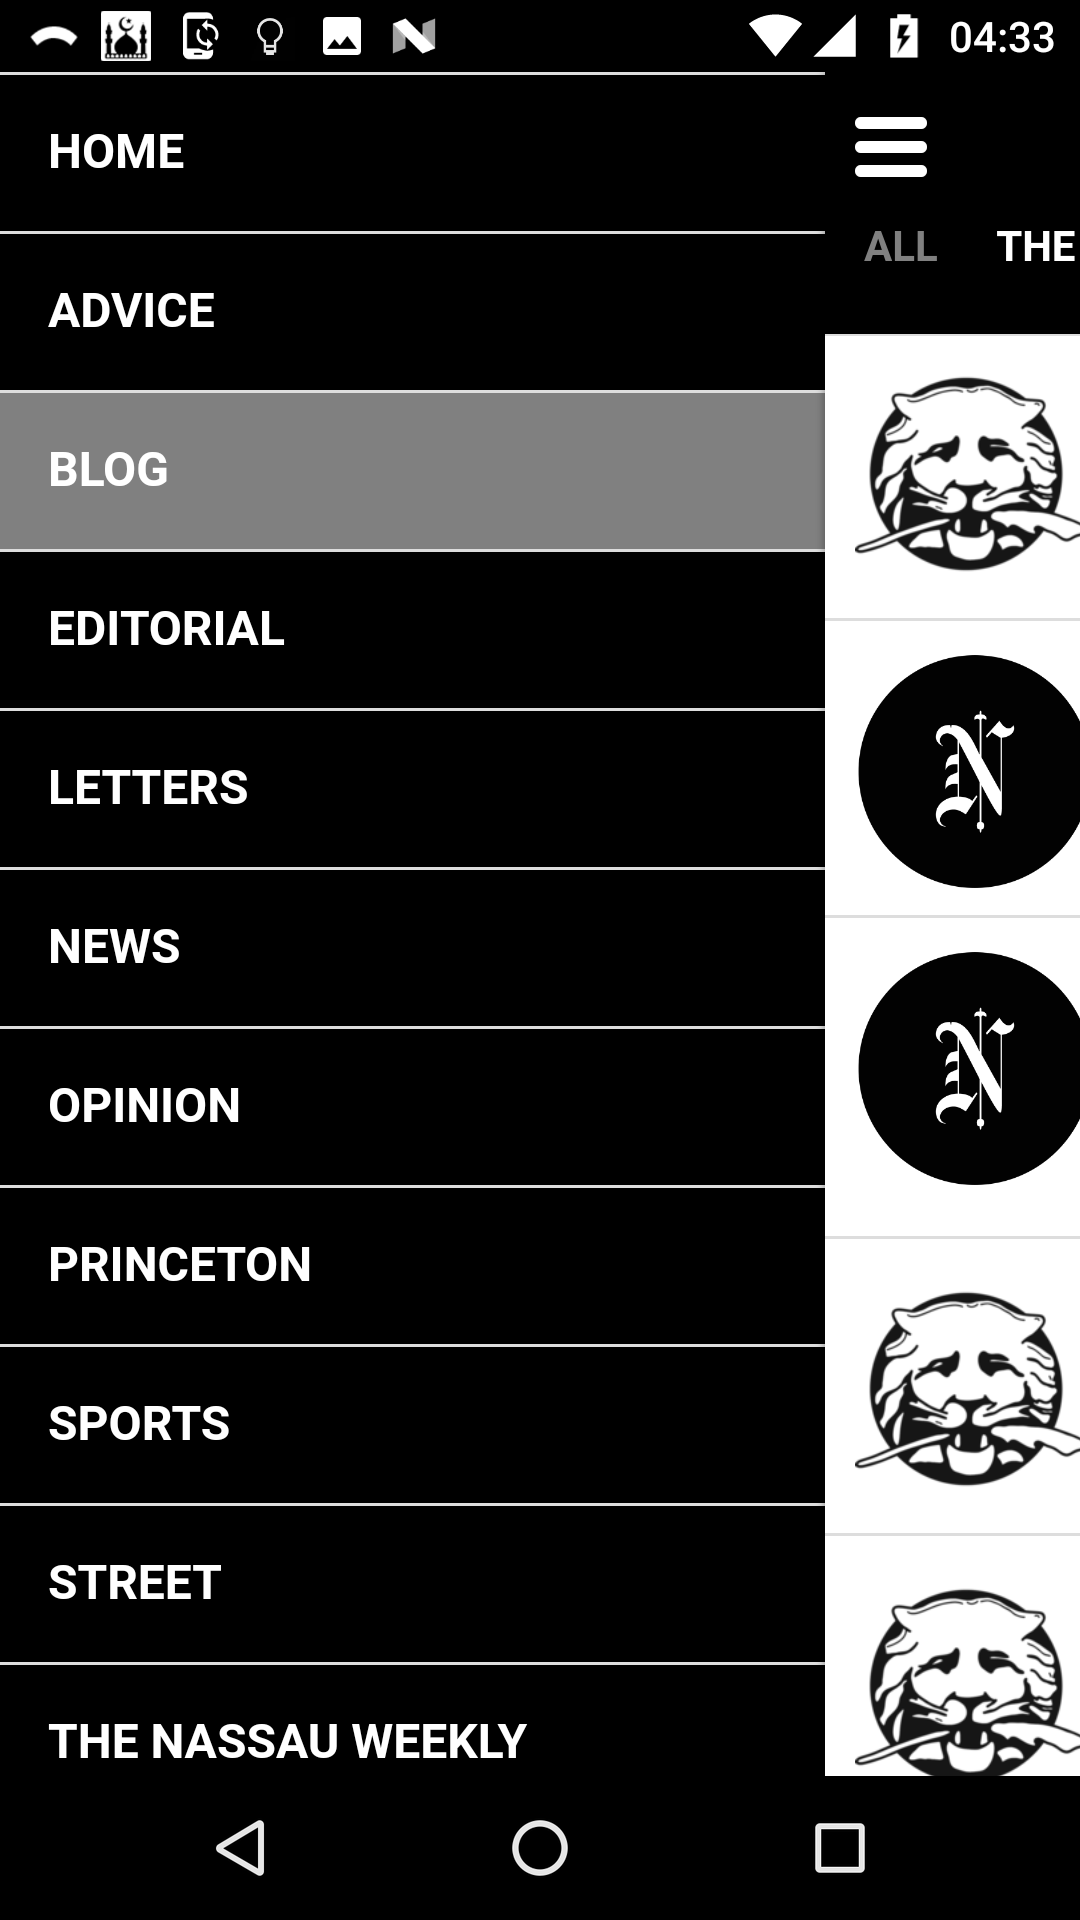 04:33
HOME
ADVICE
BLOG
EDITORIAL
LETTERS
NEWS
OPINION
PRINCETON
SPORTS
STREET
THE NASSAU WEEKLY
ALL THE
N
N